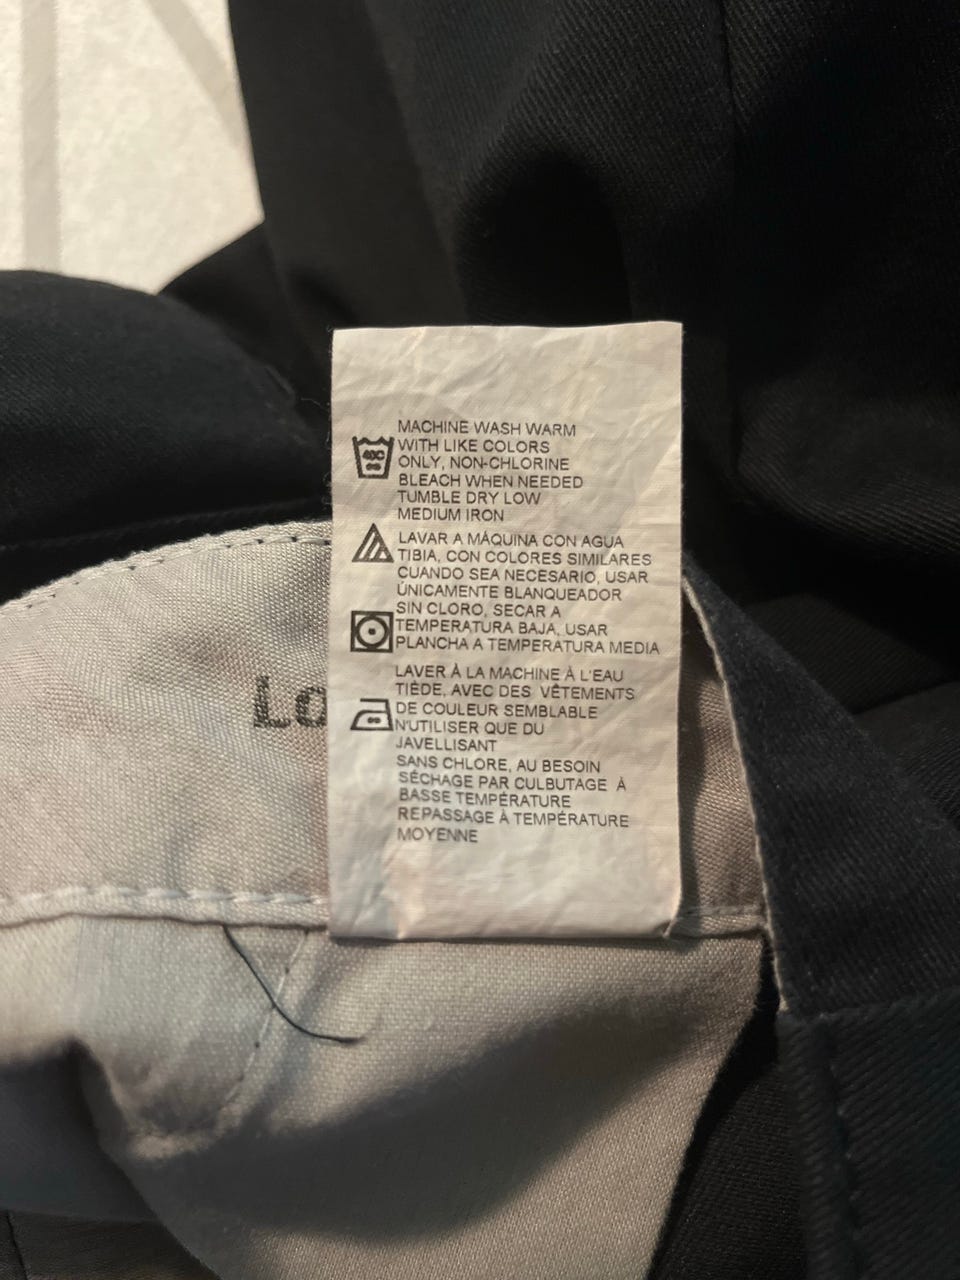 MACHINE WASH WARM
WITH LIKE COLORS
ONLY, NON-CHLORINE
BLEACH WHEN NEEDED
TUMBLE DRY LOW
MEDIUM IRON
40C
LAVAR A MÁQUINA CON AGUA
TIBIA, CON COLORES SIMILARES
CUANDO SEA NECESARIO, USAR
ÚNICAMENTE BLANQUEADOR
SIN CLORO, SECAR A
TEMPERATURA BAJA, USAR
PLANCHA A TEMPERATURA MEDIA
LAVER À LA MACHINE À L'EAU
TIÈDE, AVEC DES VÊTEMENTS
DE COULEUR SEMBLABLE
N'UTILISER QUE DU
JAVELLISANT
SANS CHLORE, AU BESOIN
SÉCHAGE PAR CULBUTAGE À
BASSE TEMPÉRATURE
REPASSAGE À TEMPÉRATURE
MOYENNE
Lo